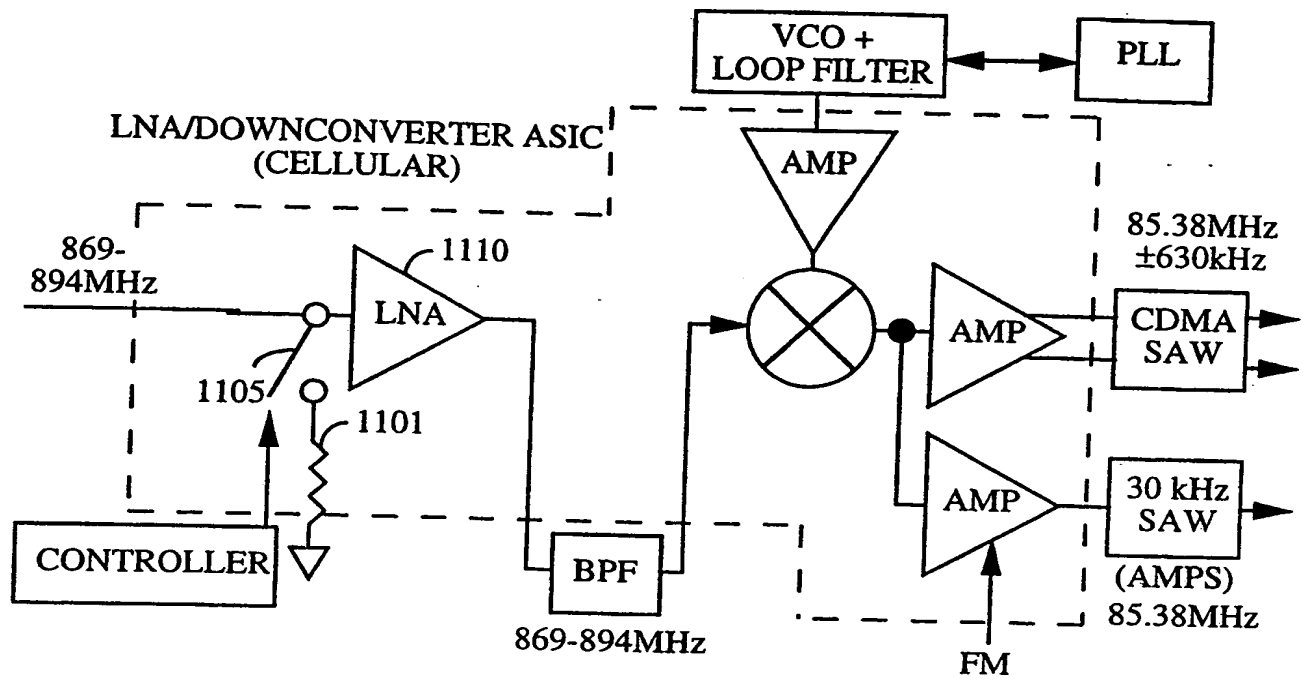 VCO +
LOOP FILTER
PLL
LNA/DOWNCONVERTER ASIC
(CELLULAR)
AMP
85.38MHz
±630kHz
869-
894MHz
1110
LNA
AMP
CDMA
SAW
1105
1101
AMP
30 kHz
SAW
CONTROLLER
BPF
(AMPS)
85.38MHz
869-894MHz
FM